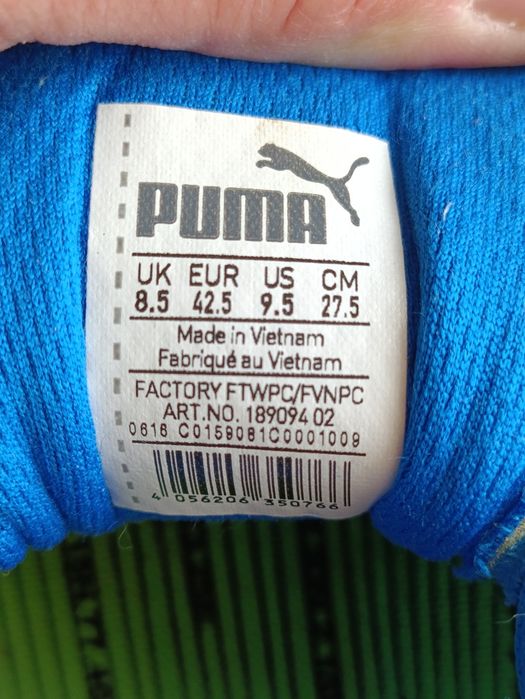 PUMA
UK EUR US CM
8.5 42.5 9.5 27.5
Made in Vietnam
Fabriqué au Vietnam
FACTORY FTWPC/FVNPC
ART.NO. 189094 02
0616 C0159081C0001009
4 056206 350766